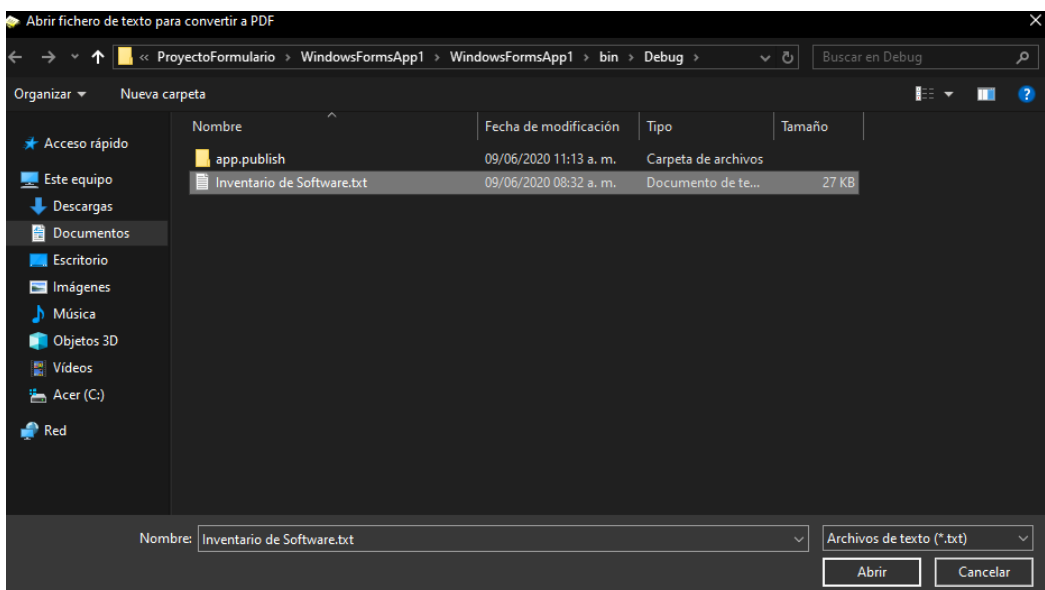 Abrir fichero de texto para convertir a PDF
« ProyectoFormulario > WindowsFormsApp1 > WindowsFormsApp1 > bin > Debug >
Buscar en Debug
Organizar
Nueva carpeta
Nombre
Fecha de modificación
Tipo
Tamaño
app.publish
09/06/2020 11:13 a. m.
Carpeta de archivos
Inventario de Software.txt
09/06/2020 08:32 a. m.
Documento de te...
27 KB
Acceso rápido
Este equipo
Descargas
Documentos
Escritorio
Imágenes
Música
Objetos 3D
Vídeos
Acer (C:)
Red
Nombre: Inventario de Software.txt
Archivos de texto (*.txt)
Abrir
Cancelar